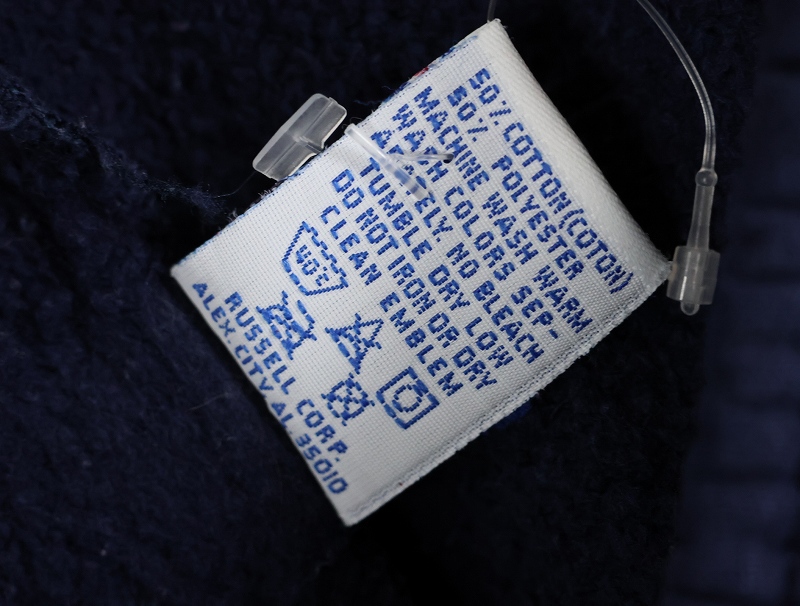 50% COTTON (COTON)
50% POLYESTER
MACHINE WASH WARM
WASH COLORS SEP-
ARATELY. NO BLEACH
TUMBLE DRY LOW
DO NOT IRON OR DRY
CLEAN EMBLEM
40°
RUSSELL CORP.
ALEX. CITY AL 35010